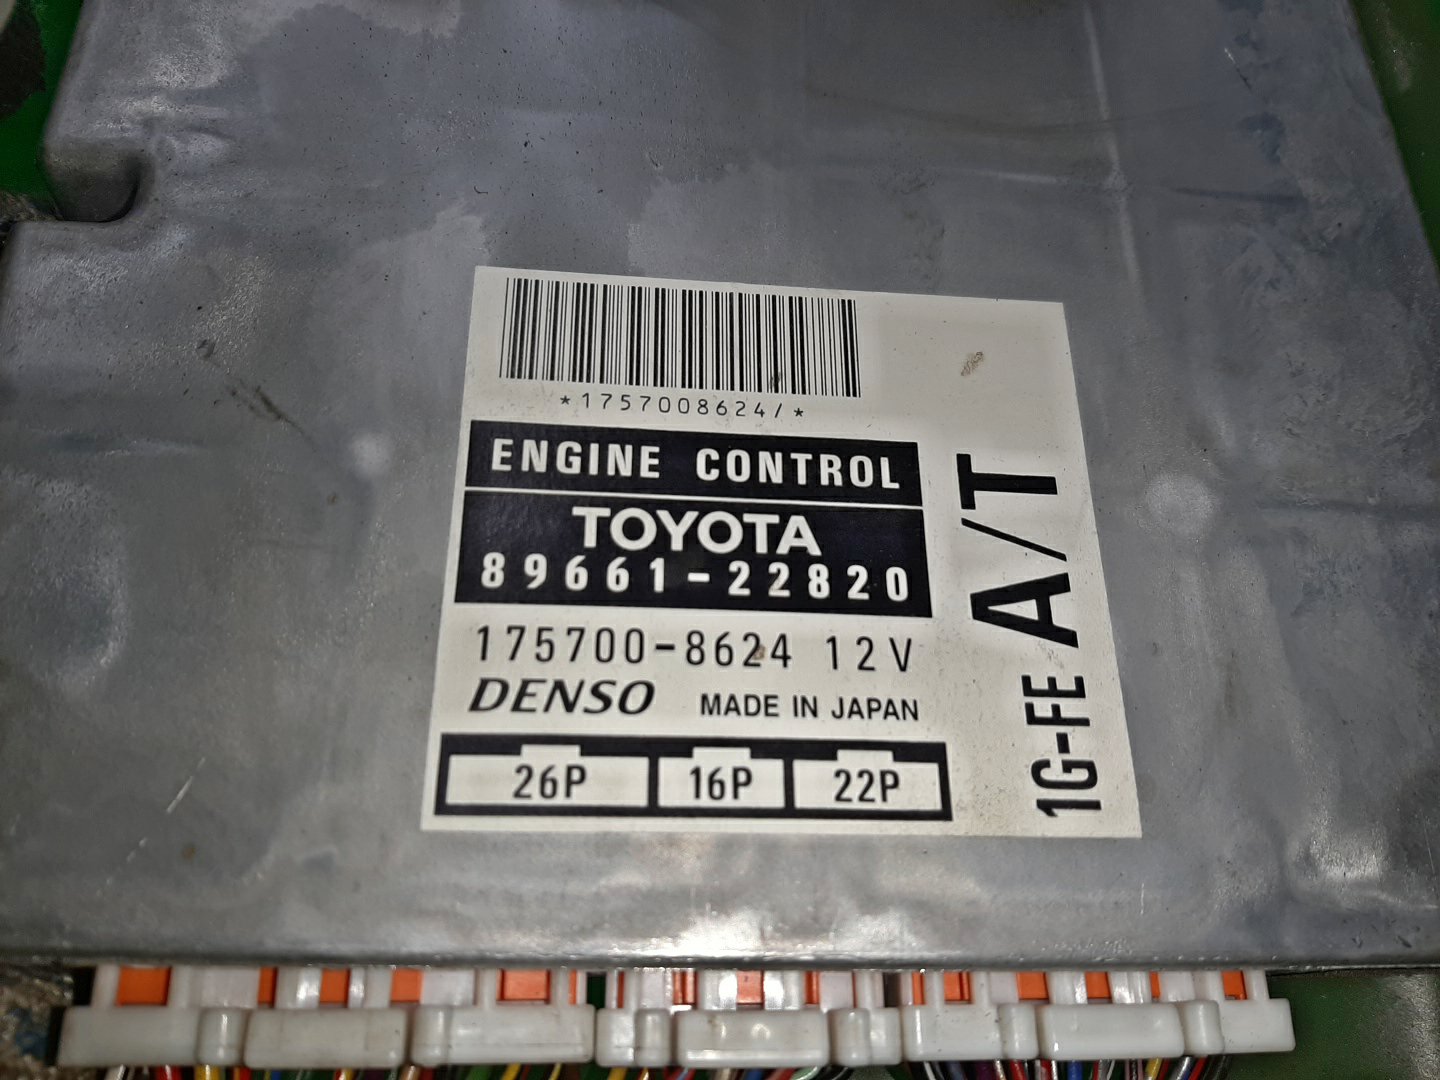 *1757008624/*
ENGINE CONTROL
TOYOTA
89661-22820
175700-8624 12V
DENSO MADE IN JAPAN
26P 16P 22P
1G-FE A/T